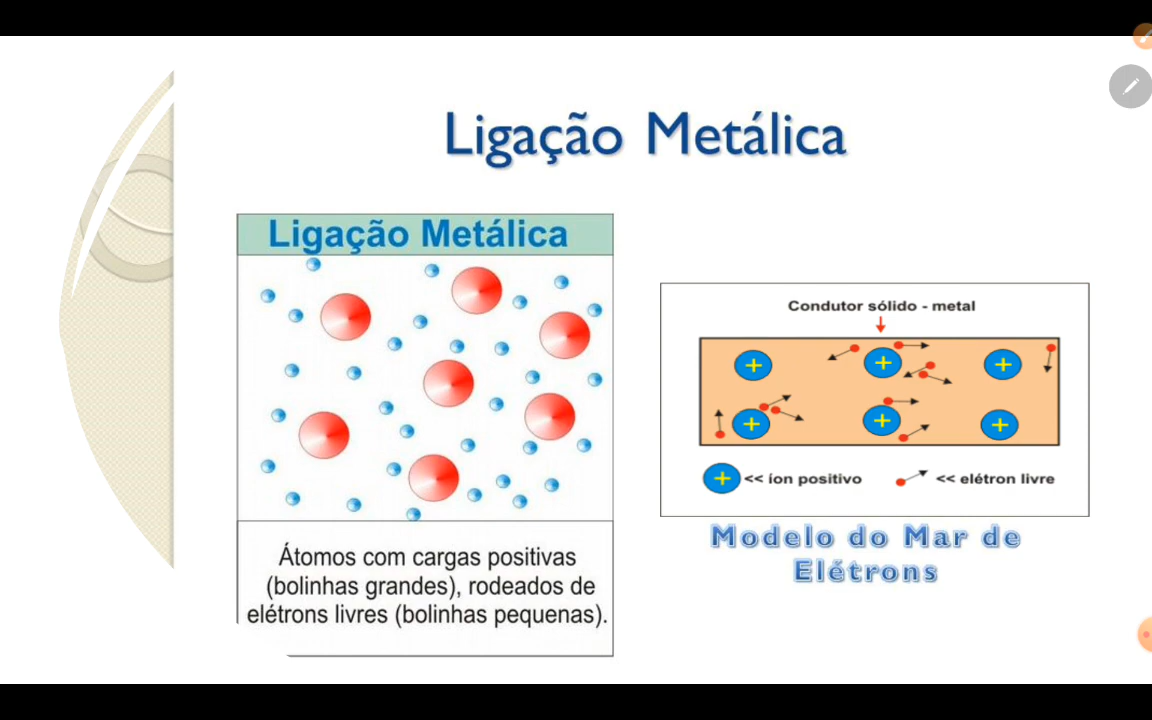 Ligação Metálica
Ligação Metálica
Átomos com cargas positivas
(bolinhas grandes), rodeados de
elétrons livres (bolinhas pequenas).
Condutor sólido - metal
+ + +
+ + +
+ << íon positivo << elétron livre
Modelo do Mar de
Elétrons